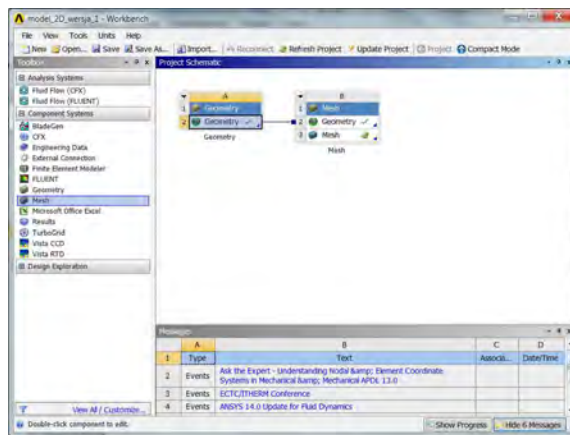 model_2D_wersja_1 - Workbench
File View Tools Units Help
New Open... Save Save As... Import... Reconnect Refresh Project Update Project Project Compact Mode
Toolbox
Project Schematic
Analysis Systems
Fluid Flow (CFX)
Fluid Flow (FLUENT)
Component Systems
BladeGen
CFX
Engineering Data
External Connection
Finite Element Modeler
FLUENT
Geometry
Mesh
Microsoft Office Excel
Results
TurboGrid
Vista CCD
Vista RTD
Design Exploration
View All / Customize...
A
1 Geometry
2 Geometry
Geometry
B
1 Mesh
2 Geometry
3 Mesh
Mesh
Messages
A B C D
1 Type Text Associa... Date/Time
2 Events Ask the Expert - Understanding Nodal &amp; Element Coordinate
Systems in Mechanical &amp; Mechanical APDL 13.0
3 Events ECTC/ITHERM Conference
4 Events ANSYS 14.0 Update for Fluid Dynamics
Double-click component to edit.
Show Progress Hide 6 Messages